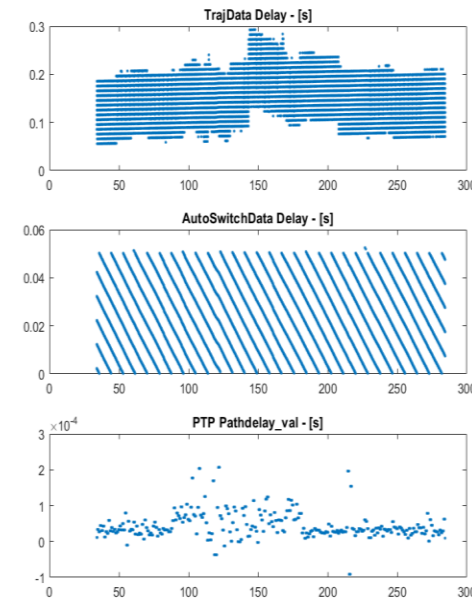 TrajData Delay - [s]
0.3
0.2
0.1
0
0 50 100 150 200 250 300
AutoSwitchData Delay - [s]
0.06
0.04
0.02
0
0 50 100 150 200 250 300
PTP Pathdelay_val - [s]
×10⁻⁴
3
2
1
0
-1
0 50 100 150 200 250 300